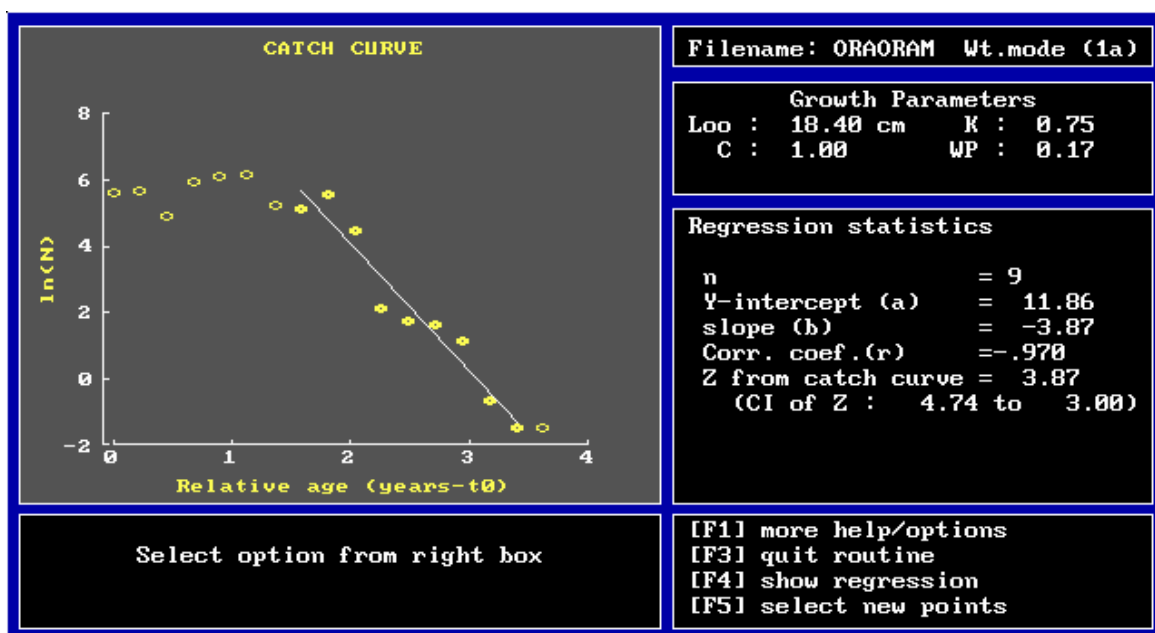 CATCH CURVE
8
6
4
2
0
-2
ln(N)
0 1 2 3 4
Relative age (years-t0)
Select option from right box
Filename: ORAORAM Wt.mode (1a)
Growth Parameters
Loo : 18.40 cm K : 0.75
C : 1.00 WP : 0.17
Regression statistics
n = 9
Y-intercept (a) = 11.86
slope (b) = -3.87
Corr. coef.(r) =-.970
Z from catch curve = 3.87
(CI of Z : 4.74 to 3.00)
[F1] more help/options
[F3] quit routine
[F4] show regression
[F5] select new points